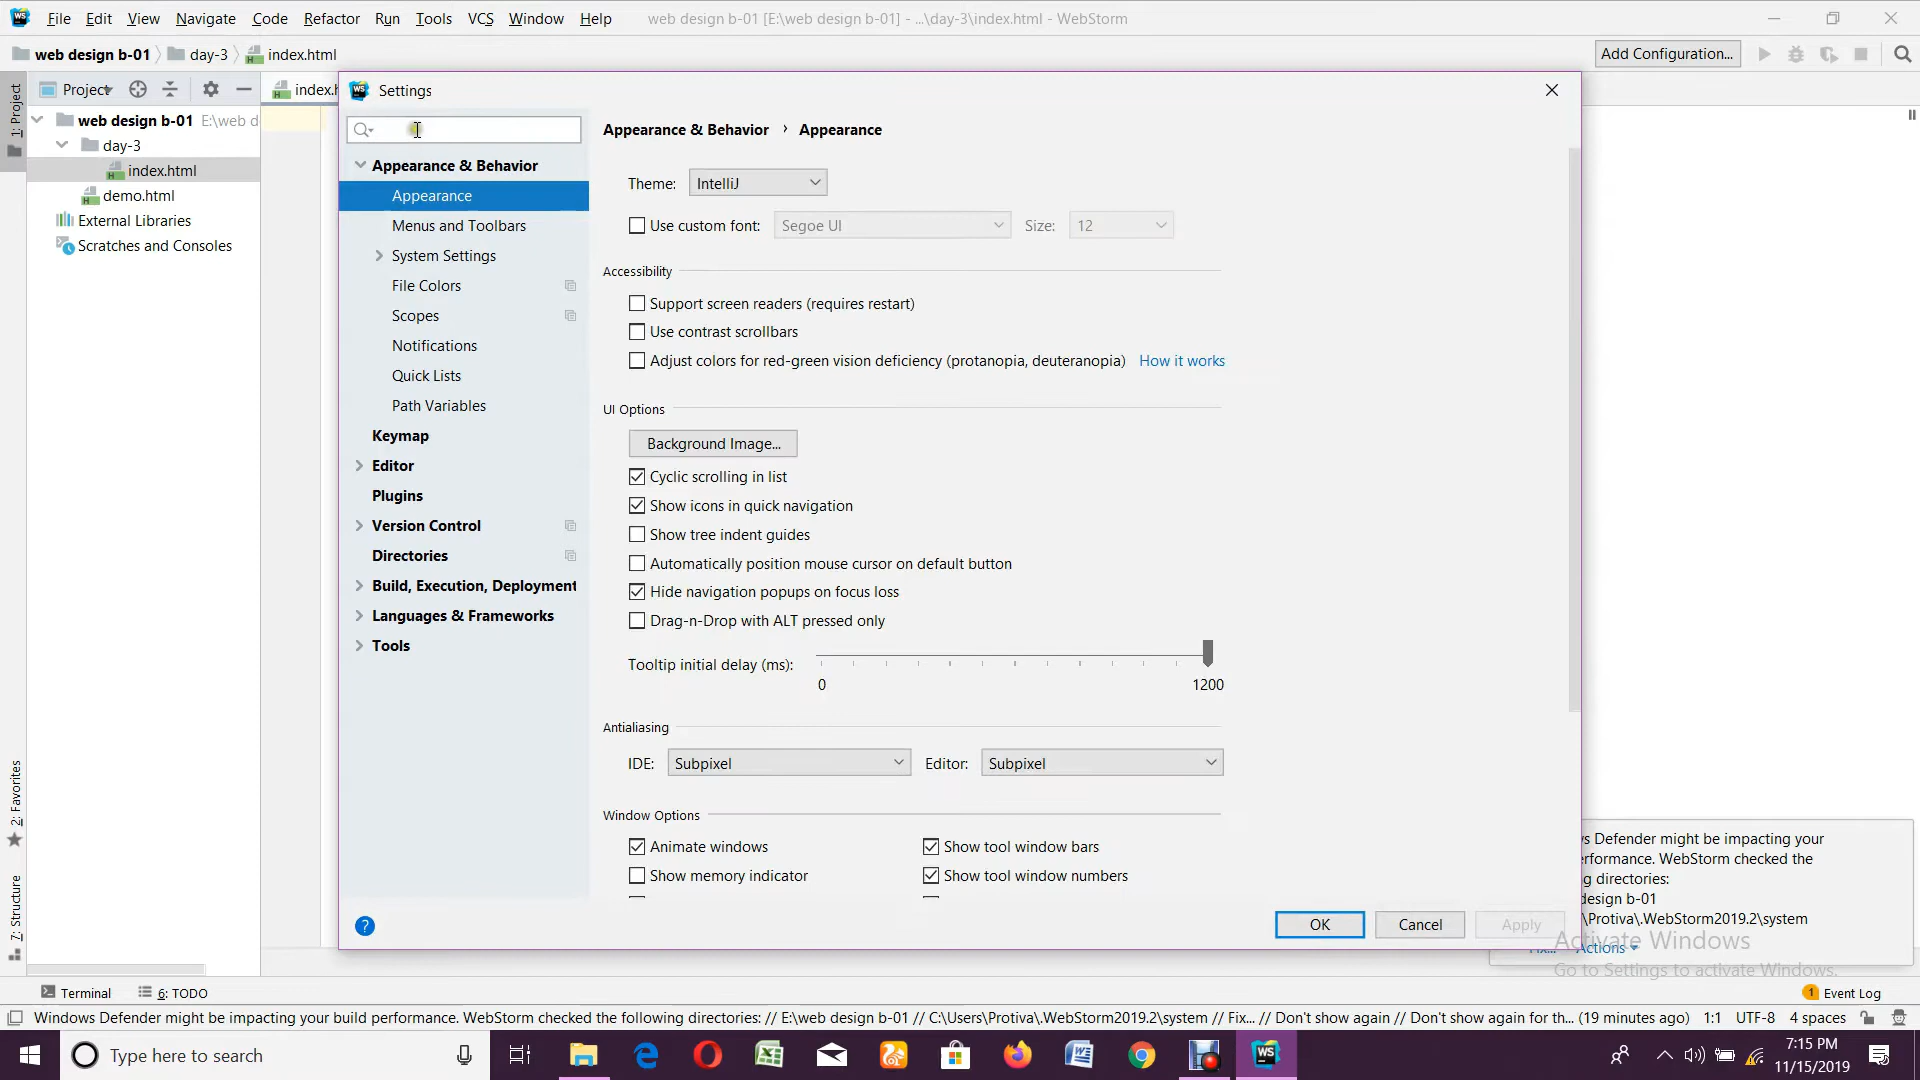 File Edit View Navigate Code Refactor Run Tools VCS Window Help web design b-01 [E:\web design b-01] - ...\day-3\index.html - WebStorm
web design b-01 day-3 index.html Add Configuration...
1: Project
Project
index.h
web design b-01 E:\web d
day-3
index.html
demo.html
External Libraries
Scratches and Consoles
2: Favorites
7: Structure
Settings
Appearance & Behavior
Appearance
Menus and Toolbars
System Settings
File Colors
Scopes
Notifications
Quick Lists
Path Variables
Keymap
Editor
Plugins
Version Control
Directories
Build, Execution, Deployment
Languages & Frameworks
Tools
Appearance & Behavior › Appearance
Theme: IntelliJ
Use custom font: Segoe UI Size: 12
Accessibility
Support screen readers (requires restart)
Use contrast scrollbars
Adjust colors for red-green vision deficiency (protanopia, deuteranopia) How it works
UI Options
Background Image...
Cyclic scrolling in list
Show icons in quick navigation
Show tree indent guides
Automatically position mouse cursor on default button
Hide navigation popups on focus loss
Drag-n-Drop with ALT pressed only
Tooltip initial delay (ms):
0 1200
Antialiasing
IDE: Subpixel Editor: Subpixel
Window Options
Animate windows Show tool window bars
Show memory indicator Show tool window numbers
?
OK Cancel Apply
s Defender might be impacting your
erformance. WebStorm checked the
g directories:
design b-01
\Protiva\.WebStorm2019.2\system
Fix... Actions
Activate Windows
Go to Settings to activate Windows.
Terminal 6: TODO 1 Event Log
Windows Defender might be impacting your build performance. WebStorm checked the following directories: // E:\web design b-01 // C:\Users\Protiva\.WebStorm2019.2\system // Fix... // Don't show again // Don't show again for th... (19 minutes ago) 1:1 UTF-8 4 spaces
Type here to search
7:15 PM
11/15/2019